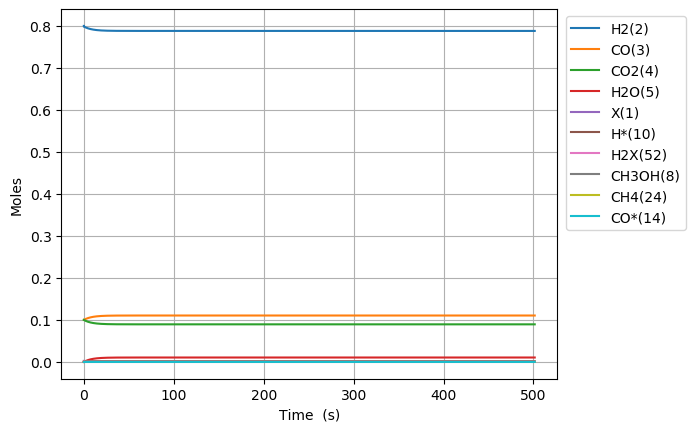 0.8
0.7
0.6
0.5
0.4
0.3
0.2
0.1
0.0
Moles
0 100 200 300 400 500
Time (s)
H2(2)
CO(3)
CO2(4)
H2O(5)
X(1)
H*(10)
H2X(52)
CH3OH(8)
CH4(24)
CO*(14)